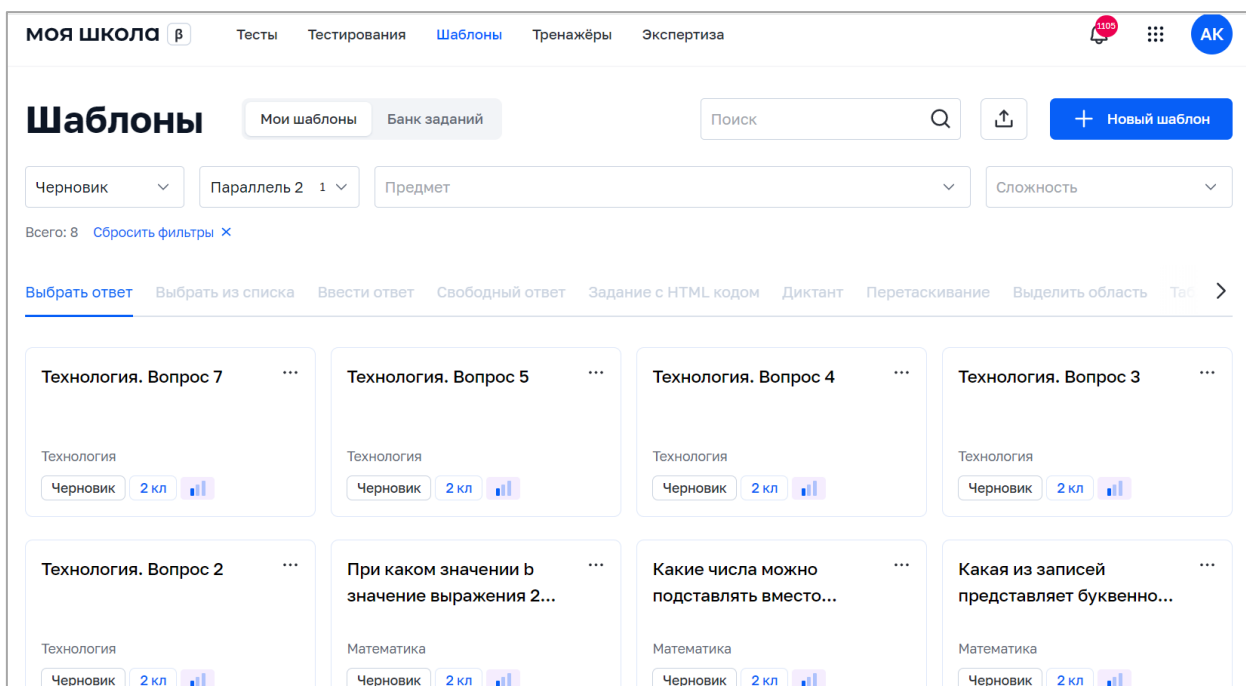 моя школа β Тесты Тестирования Шаблоны Тренажёры Экспертиза 1105 АК
Шаблоны Мои шаблоны Банк заданий Поиск Новый шаблон
Черновик Параллель 2 1 Предмет Сложность
Всего: 8 Сбросить фильтры ×
Выбрать ответ Выбрать из списка Ввести ответ Свободный ответ Задание с HTML кодом Диктант Перетаскивание Выделить область
Технология. Вопрос 7 ... Технология. Вопрос 5 ... Технология. Вопрос 4 ... Технология. Вопрос 3 ...
Технология Технология Технология Технология
Черновик 2 кл Черновик 2 кл Черновик 2 кл Черновик 2 кл
Технология. Вопрос 2 ... При каком значении b ... Какие числа можно ... Какая из записей ...
значение выражения 2... подставлять вместо... представляет буквенно...
Технология Математика Математика Математика
Черновик 2 кл Черновик 2 кл Черновик 2 кл Черновик 2 кл